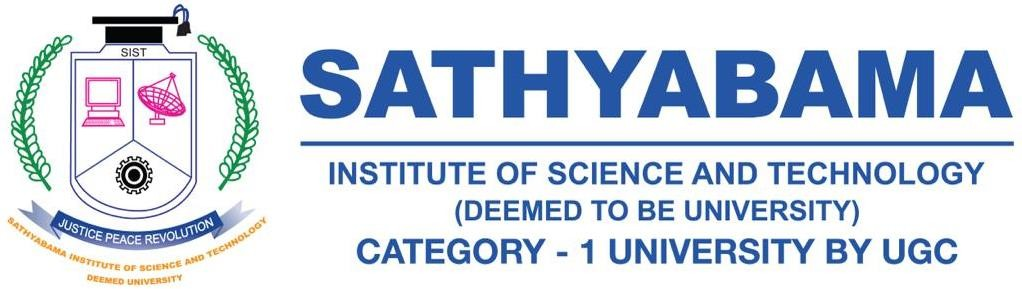 SIST
JUSTICE PEACE REVOLUTION
SATHYABAMA INSTITUTE OF SCIENCE AND TECHNOLOGY
DEEMED UNIVERSITY
SATHYABAMA
INSTITUTE OF SCIENCE AND TECHNOLOGY
(DEEMED TO BE UNIVERSITY)
CATEGORY - 1 UNIVERSITY BY UGC